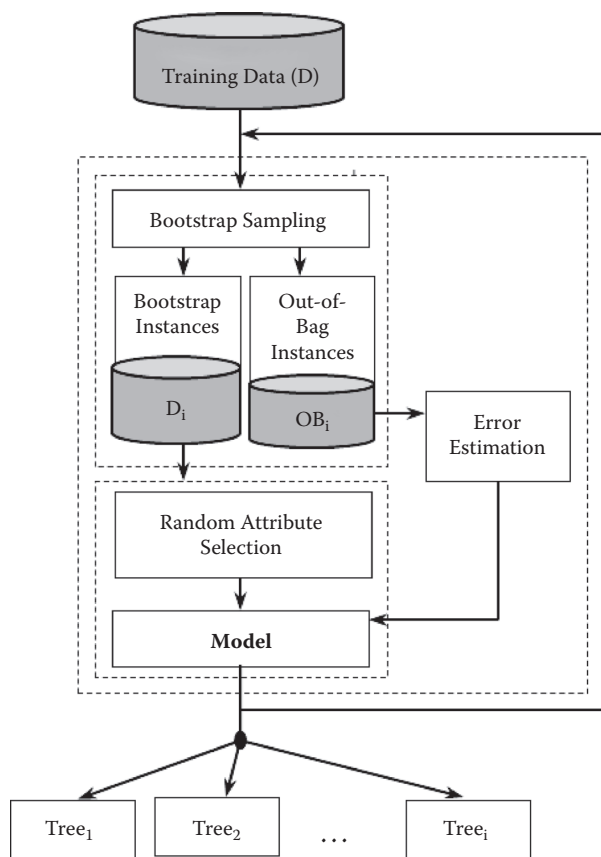 Training Data (D)
Bootstrap Sampling
Bootstrap
Instances
Out-of-
Bag
Instances
Dᵢ
OBᵢ
Error
Estimation
Random Attribute
Selection
Model
Tree₁
Tree₂
...
Treeᵢ